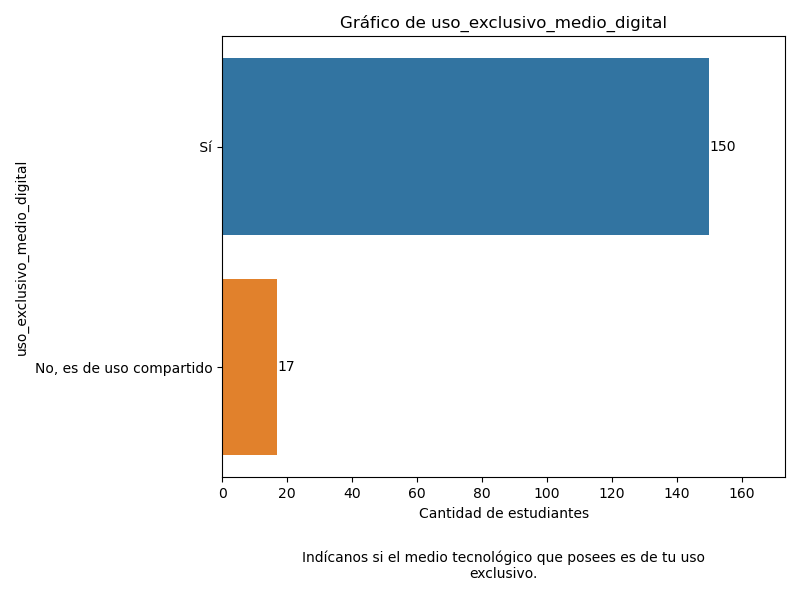 Gráfico de uso_exclusivo_medio_digital
uso_exclusivo_medio_digital
Sí
150
No, es de uso compartido
17
0 20 40 60 80 100 120 140 160
Cantidad de estudiantes
Indícanos si el medio tecnológico que posees es de tu uso
exclusivo.